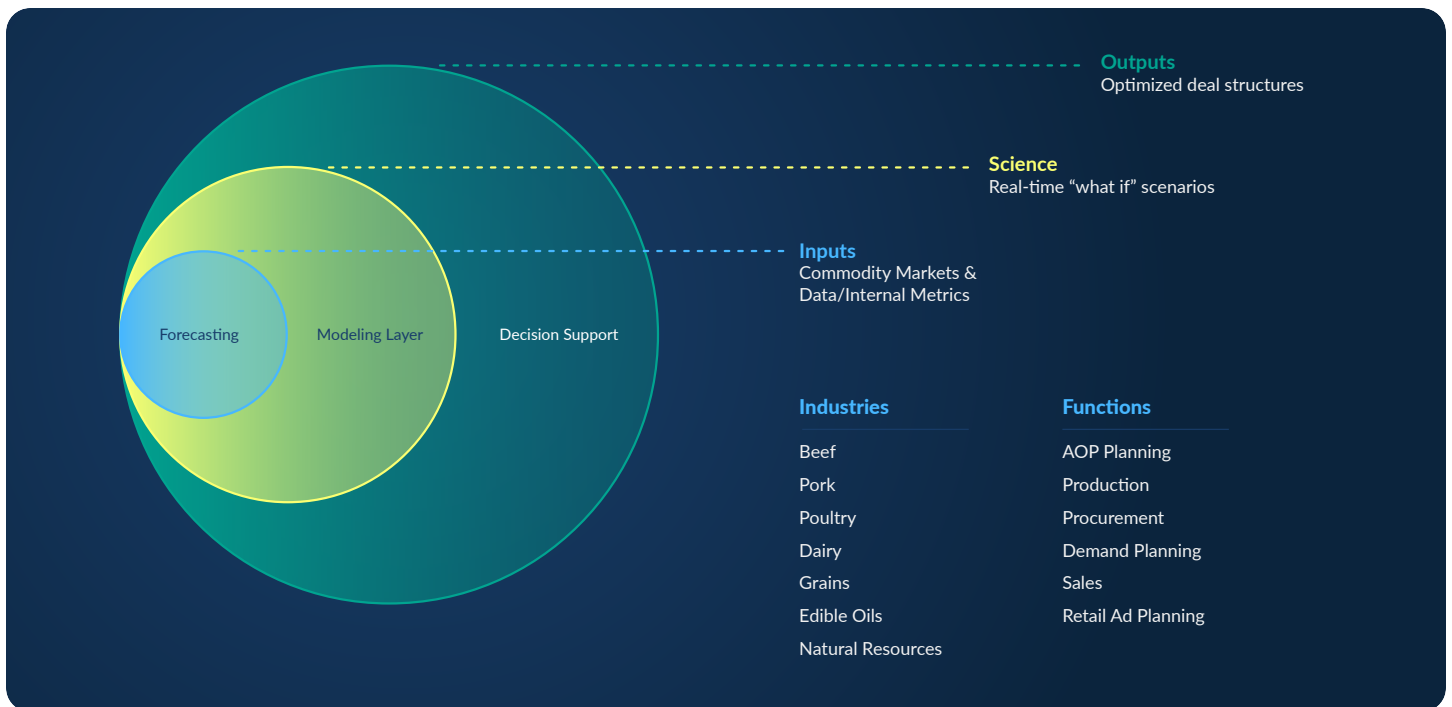 Outputs
Optimized deal structures
Science
Real-time “what if” scenarios
Inputs
Commodity Markets &
Data/Internal Metrics
Forecasting
Modeling Layer
Decision Support
Industries
Beef
Pork
Poultry
Dairy
Grains
Edible Oils
Natural Resources
Functions
AOP Planning
Production
Procurement
Demand Planning
Sales
Retail Ad Planning